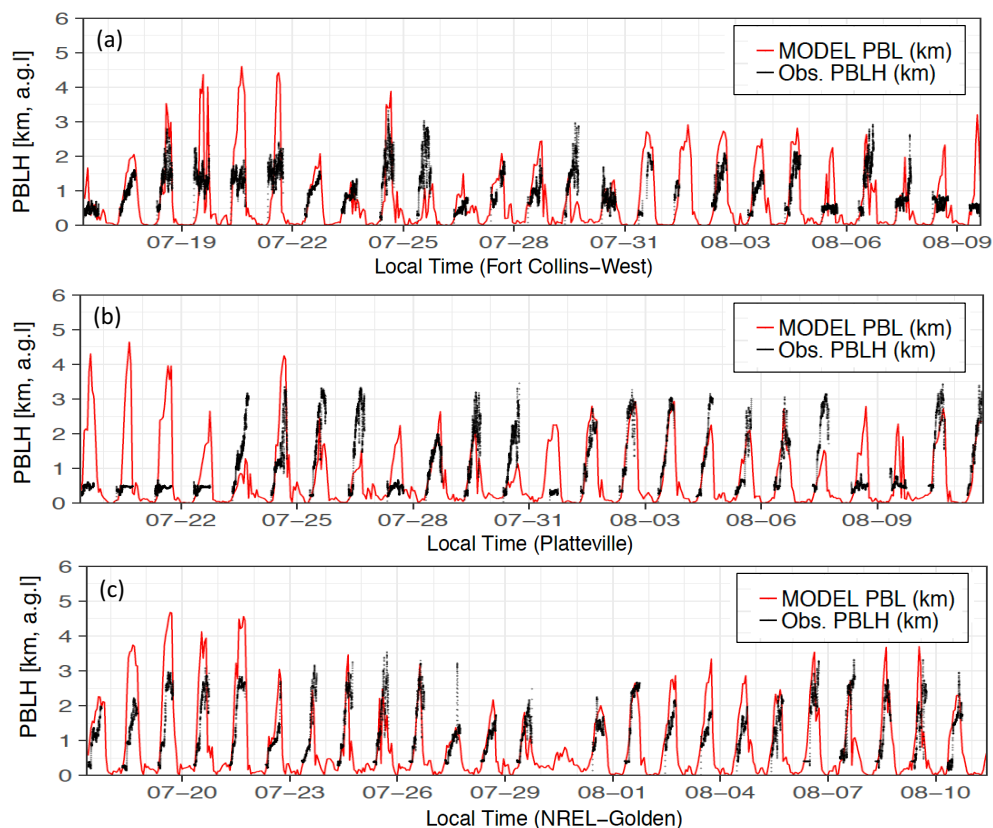 (a)
MODEL PBL (km)
Obs. PBLH (km)
PBLH [km, a.g.l]
6
5
4
3
2
1
0
07−19 07−22 07−25 07−28 07−31 08−03 08−06 08−09
Local Time (Fort Collins−West)
(b)
MODEL PBL (km)
Obs. PBLH (km)
PBLH [km, a.g.l]
6
5
4
3
2
1
0
07−22 07−25 07−28 07−31 08−03 08−06 08−09
Local Time (Platteville)
(c)
MODEL PBL (km)
Obs. PBLH (km)
PBLH [km, a.g.l]
6
5
4
3
2
1
0
07−20 07−23 07−26 07−29 08−01 08−04 08−07 08−10
Local Time (NREL−Golden)